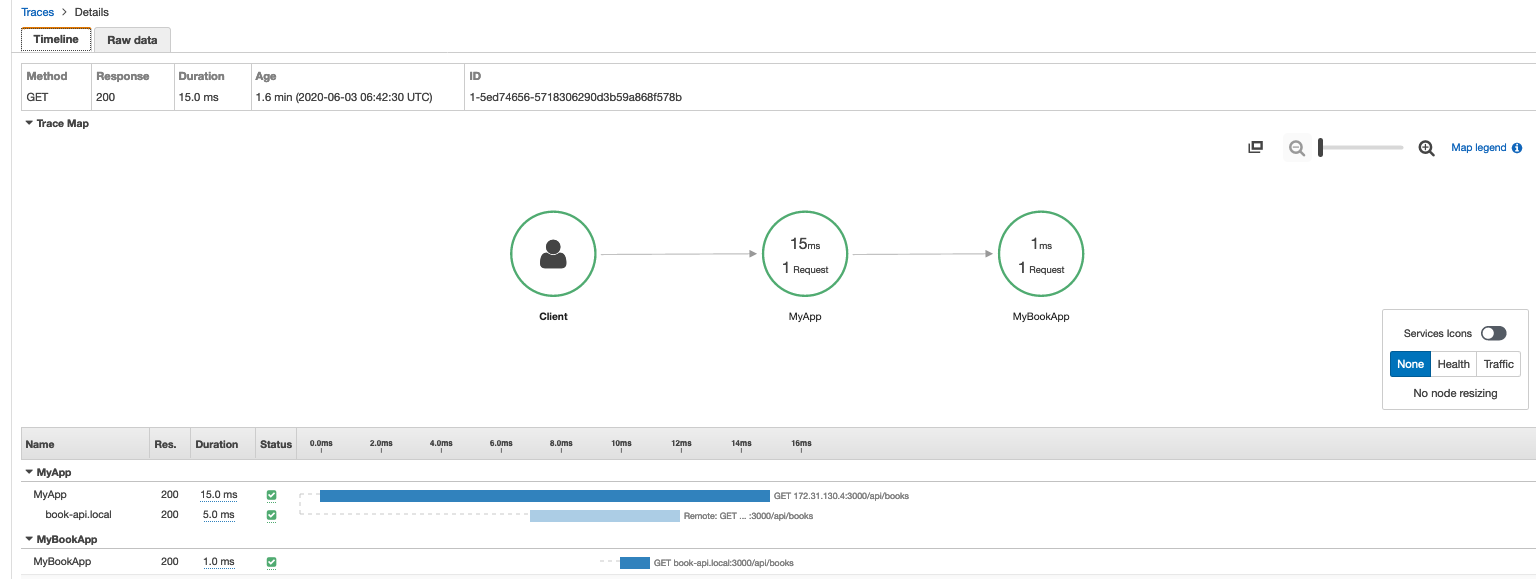 Traces > Details
Timeline Raw data
Method Response Duration Age ID
GET 200 15.0 ms 1.6 min (2020-06-03 06:42:30 UTC) 1-5ed74656-5718306290d3b59a868f578b
Trace Map
Map legend
15ms 1ms
1 Request 1 Request
Client MyApp MyBookApp
Services Icons
None Health Traffic
No node resizing
Name Res. Duration Status 0.0ms 2.0ms 4.0ms 6.0ms 8.0ms 10ms 12ms 14ms 16ms
MyApp
MyApp 200 15.0 ms GET 172.31.130.4:3000/api/books
book-api.local 200 5.0 ms Remote: GET ... :3000/api/books
MyBookApp
MyBookApp 200 1.0 ms GET book-api.local:3000/api/books